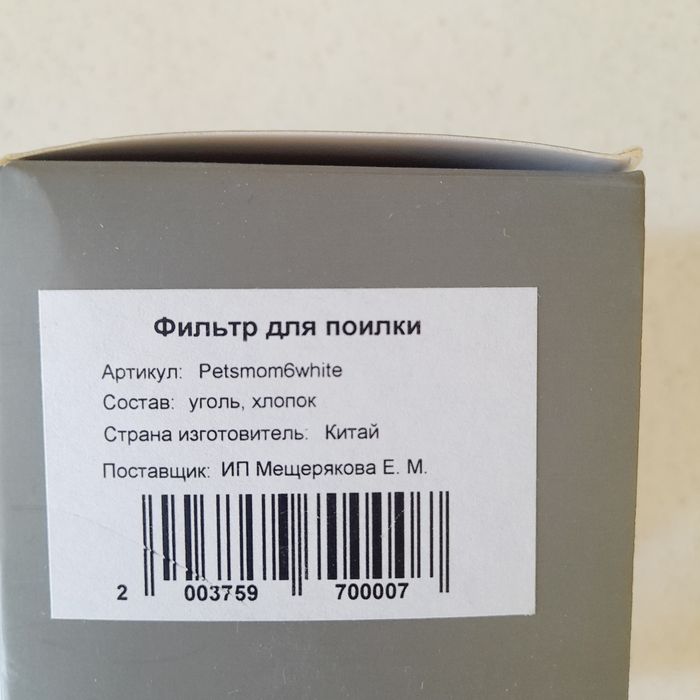 Фильтр для поилки
Артикул: Petsmom6white
Состав: уголь, хлопок
Страна изготовитель: Китай
Поставщик: ИП Мещерякова Е. М.
2 003759 700007